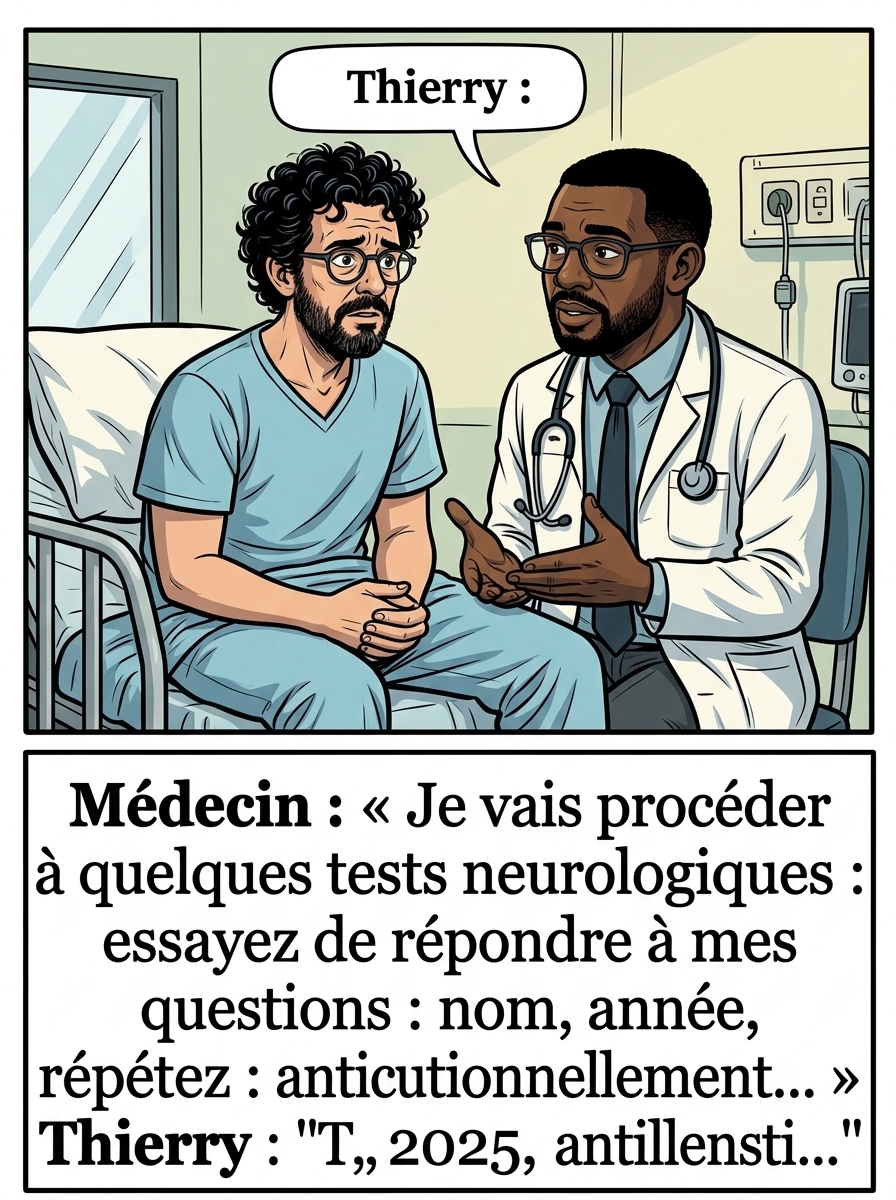 Thierry :
Médecin : « Je vais procéder
à quelques tests neurologiques :
essayez de répondre à mes
questions : nom, année,
répétez : anticutionnellement... »
Thierry : "T„ 2025, antillensti..."